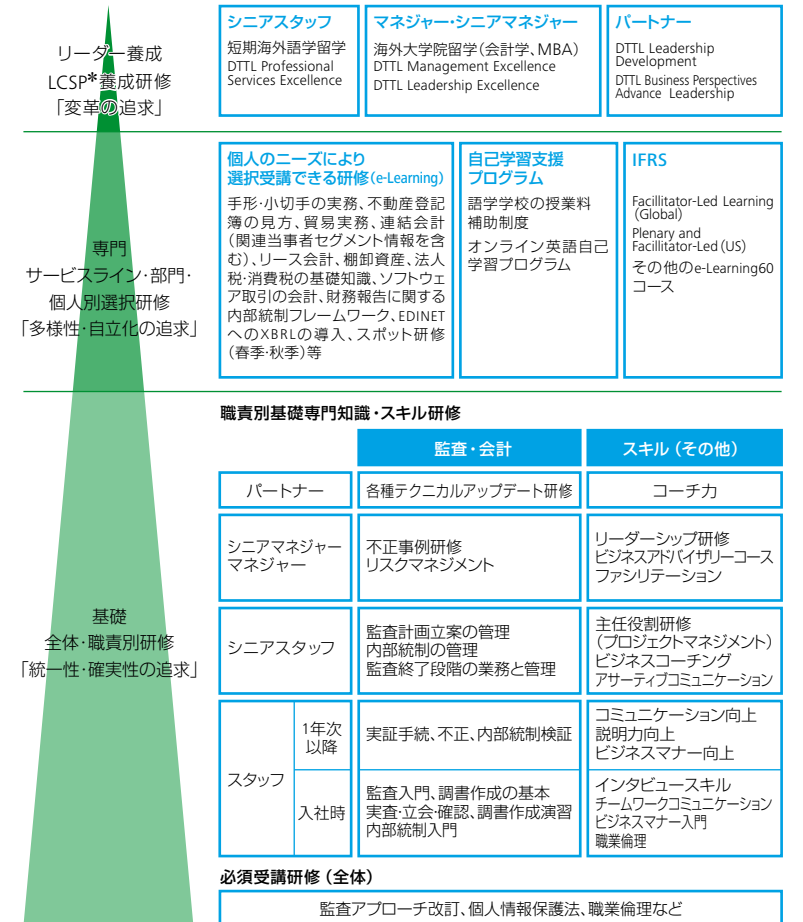 リーダー養成
LCSP*養成研修
「変革の追求」
シニアスタッフ
短期海外語学留学
DTTL Professional
Services Excellence
マネジャー・シニアマネジャー
海外大学院留学(会計学、MBA)
DTTL Management Excellence
DTTL Leadership Excellence
パートナー
DTTL Leadership
Development
DTTL Business Perspectives
Advance Leadership
専門
サービスライン・部門・
個人別選択研修
「多様性・自立化の追求」
個人のニーズにより
選択受講できる研修(e-Learning)
手形・小切手の実務、不動産登記
簿の見方、貿易実務、連結会計
(関連当事者セグメント情報を含
む)、リース会計、棚卸資産、法人
税・消費税の基礎知識、ソフトウェ
ア取引の会計、財務報告に関する
内部統制フレームワーク、EDINET
へのXBRLの導入、スポット研修
(春季・秋季)等
自己学習支援
プログラム
語学学校の授業料
補助制度
オンライン英語自己
学習プログラム
IFRS
Facillitator-Led Learning
(Global)
Plenary and
Facillitator-Led(US)
その他のe-Learning60
コース
基礎
全体・職責別研修
「統一性・確実性の追求」
職責別基礎専門知識・スキル研修
監査・会計
スキル(その他)
パートナー
各種テクニカルアップデート研修
コーチ力
シニアマネジャー
マネジャー
不正事例研修
リスクマネジメント
リーダーシップ研修
ビジネスアドバイザリーコース
ファシリテーション
シニアスタッフ
監査計画立案の管理
内部統制の管理
監査終了段階の業務と管理
主任役割研修
(プロジェクトマネジメント)
ビジネスコーチング
アサーティブコミュニケーション
スタッフ
1年次
以降
実証手続、不正、内部統制検証
コミュニケーション向上
説明力向上
ビジネスマナー向上
入社時
監査入門、調書作成の基本
実査・立会・確認、調書作成演習
内部統制入門
インタビュースキル
チームワークコミュニケーション
ビジネスマナー入門
職業倫理
必須受講研修(全体)
監査アプローチ改訂、個人情報保護法、職業倫理など